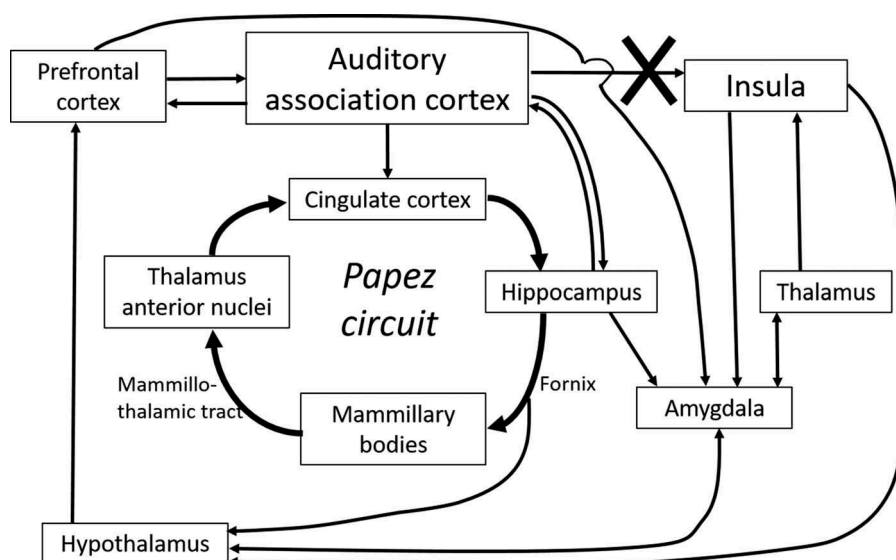 Prefrontal
cortex
Auditory
association cortex
Insula
Cingulate cortex
Thalamus
anterior nuclei
Papez
circuit
Hippocampus
Thalamus
Mammillo-
thalamic tract
Fornix
Mammillary
bodies
Amygdala
Hypothalamus